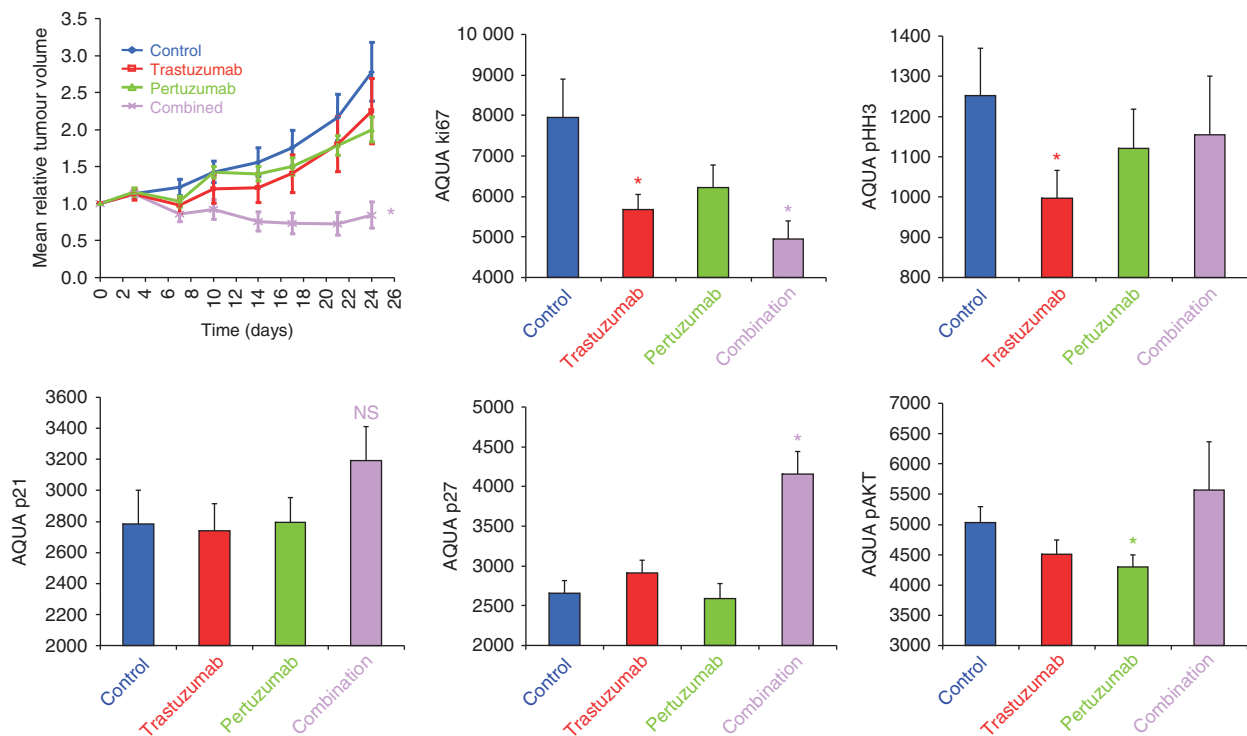 Mean relative tumour volume
3.5
3.0
2.5
2.0
1.5
1.0
0.5
0.0
Control
Trastuzumab
Pertuzumab
Combined
*
0 2 4 6 8 10 12 14 16 18 20 22 24 26
Time (days)
AQUA ki67
10 000
9000
8000
7000
6000
5000
4000
*
*
Control
Trastuzumab
Pertuzumab
Combination
AQUA pHH3
1400
1300
1200
1100
1000
900
800
*
Control
Trastuzumab
Pertuzumab
Combination
AQUA p21
3600
3400
3200
3000
2800
2600
2400
2200
2000
NS
Control
Trastuzumab
Pertuzumab
Combination
AQUA p27
5000
4500
4000
3500
3000
2500
2000
*
Control
Trastuzumab
Pertuzumab
Combination
AQUA pAKT
7000
6500
6000
5500
5000
4500
4000
3500
3000
*
Control
Trastuzumab
Pertuzumab
Combination